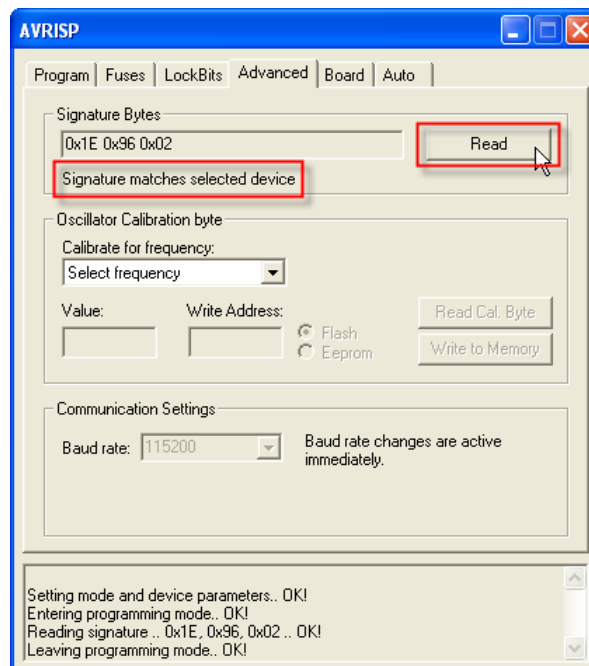 AVRISP
Program Fuses LockBits Advanced Board Auto
Signature Bytes
0x1E 0x96 0x02
Read
Signature matches selected device
Oscillator Calibration byte
Calibrate for frequency:
Select frequency
Value: Write Address:
Flash
Eeprom
Read Cal. Byte
Write to Memory
Communication Settings
Baud rate: 115200
Baud rate changes are active
immediately.
Setting mode and device parameters.. OK!
Entering programming mode.. OK!
Reading signature .. 0x1E, 0x96, 0x02 .. OK!
Leaving programming mode.. OK!